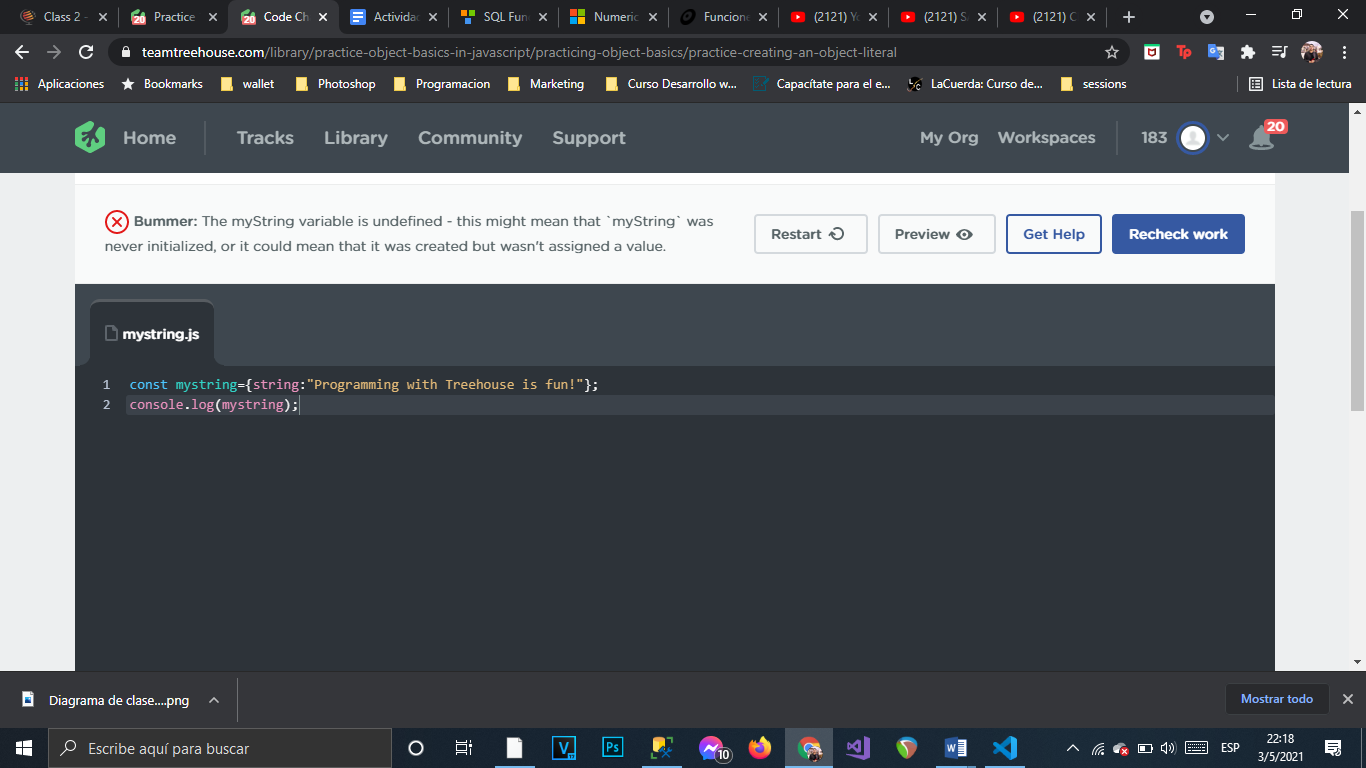 Class 2 -
Practice
Code Ch
Actividad
SQL Fun
Numeric
Funcione
(2121) Yo
(2121) Sa
(2121) C
teamtreehouse.com/library/practice-object-basics-in-javascript/practicing-object-basics/practice-creating-an-object-literal
Aplicaciones
Bookmarks
wallet
Photoshop
Programacion
Marketing
Curso Desarrollo w...
Capacítate para el e...
LaCuerda: Curso de...
sessions
Lista de lectura
Home
Tracks
Library
Community
Support
My Org
Workspaces
183
20
Bummer: The myString variable is undefined - this might mean that `myString` was
never initialized, or it could mean that it was created but wasn't assigned a value.
Restart
Preview
Get Help
Recheck work
mystring.js
1 const mystring={string:"Programming with Treehouse is fun!"};
2 console.log(mystring);
Diagrama de clase....png
Mostrar todo
Escribe aquí para buscar
10
ESP
22:18
3/5/2021